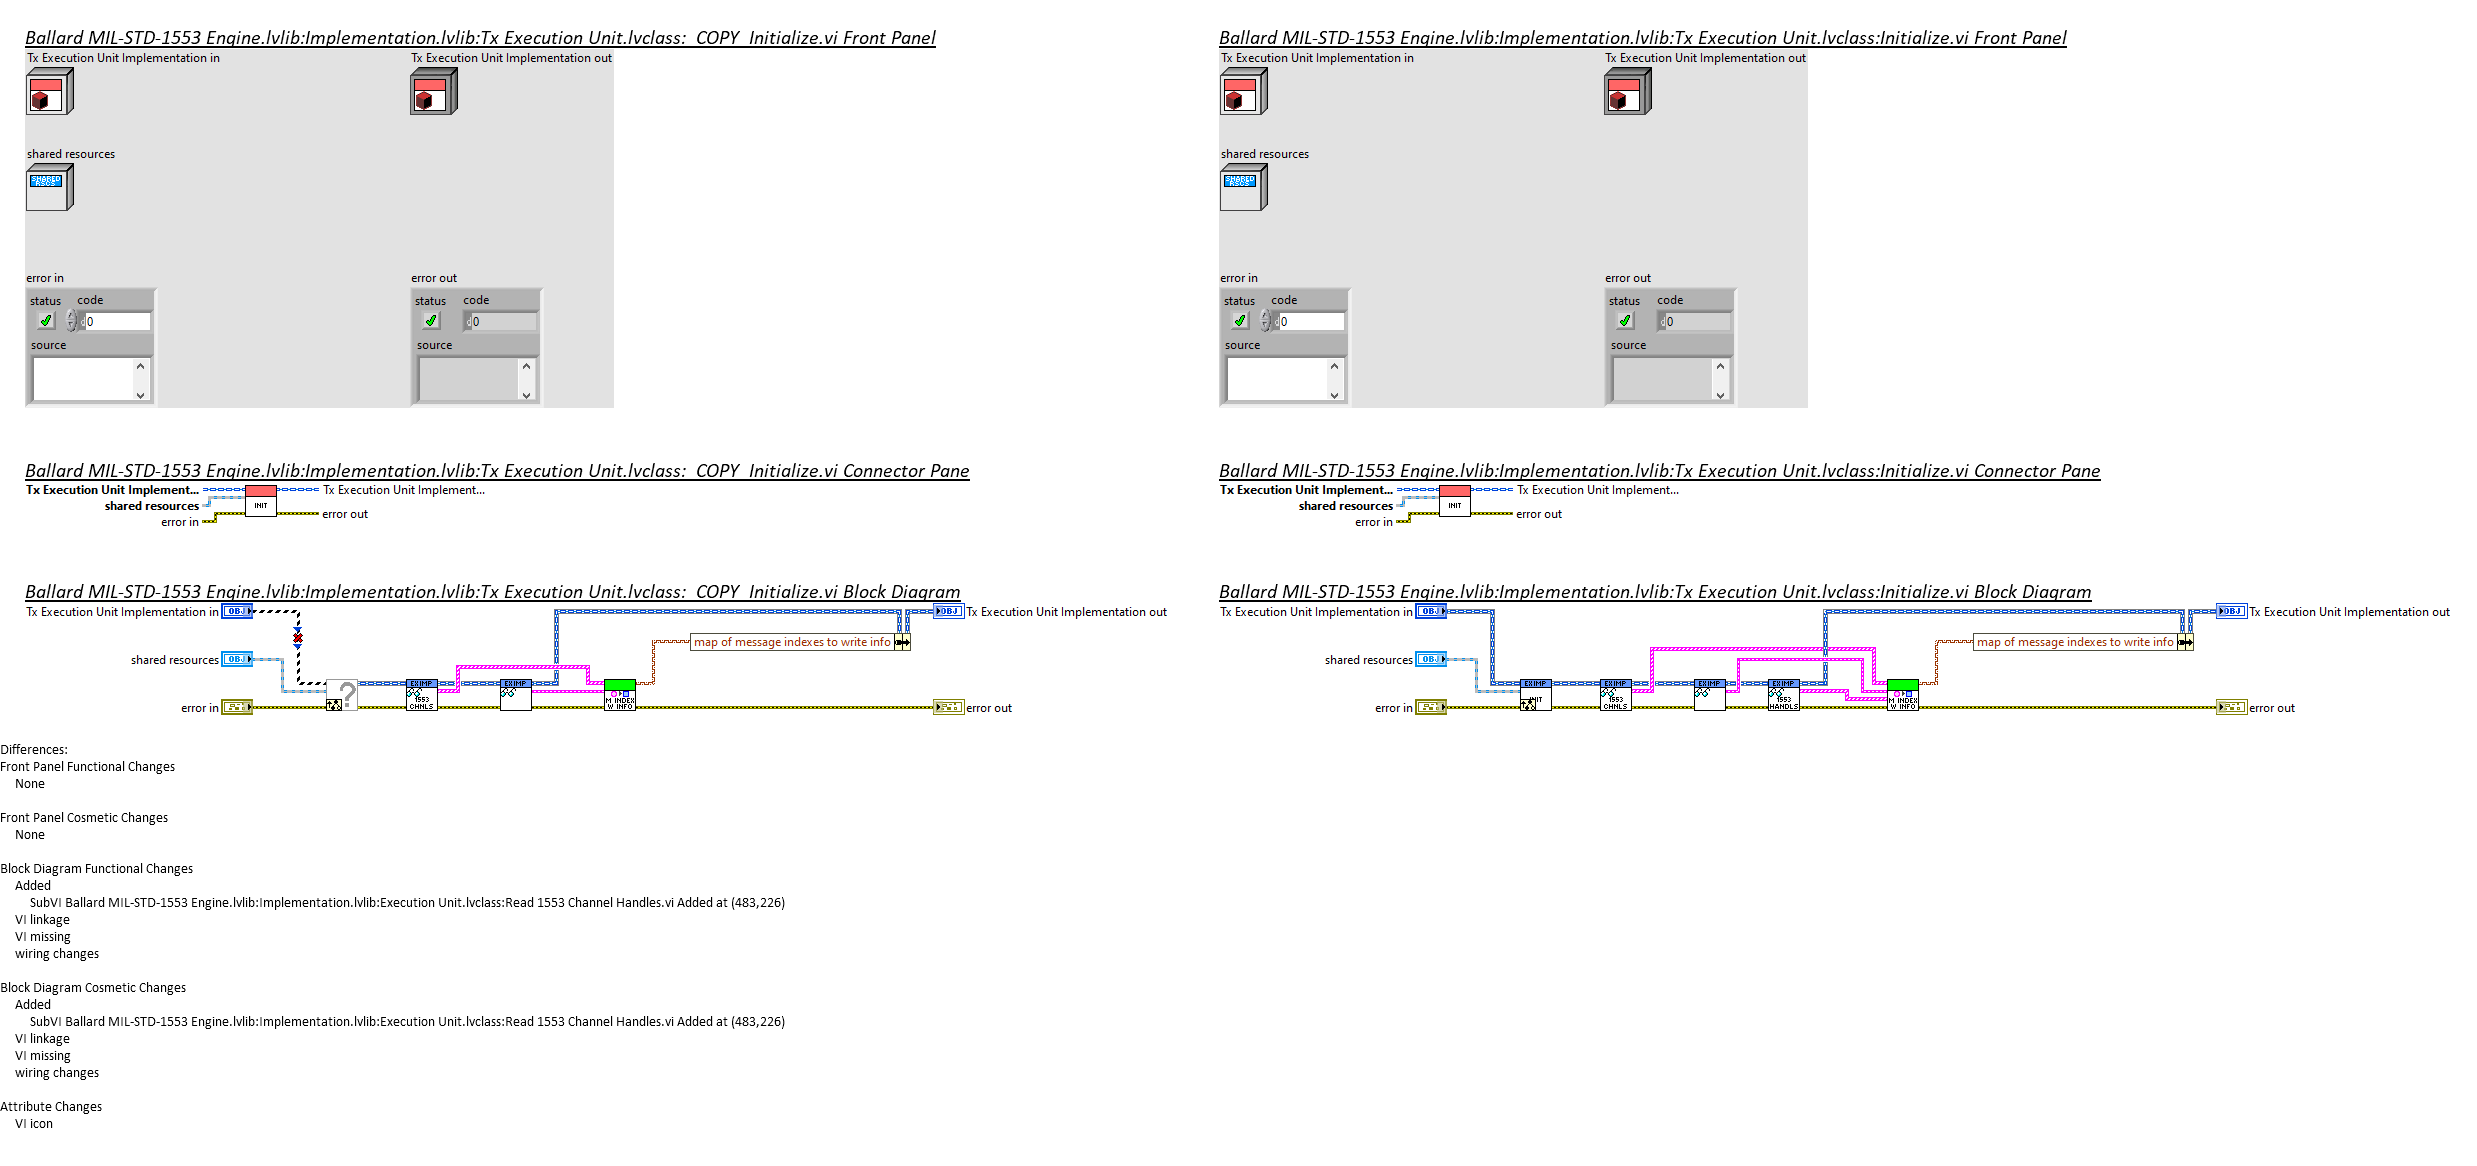 Ballard MIL-STD-1553 Engine.lvlib:Implementation.lvlib:Tx Execution Unit.lvclass:_COPY_Initialize.vi Front Panel
Tx Execution Unit Implementation in
Tx Execution Unit Implementation out
shared resources
SHARED
RSCS
error in
error out
status code
0
source
status code
0
source
Ballard MIL-STD-1553 Engine.lvlib:Implementation.lvlib:Tx Execution Unit.lvclass:Initialize.vi Front Panel
Tx Execution Unit Implementation in
Tx Execution Unit Implementation out
shared resources
SHARED
RSCS
error in
error out
status code
0
source
status code
0
source
Ballard MIL-STD-1553 Engine.lvlib:Implementation.lvlib:Tx Execution Unit.lvclass:_COPY_Initialize.vi Connector Pane
Tx Execution Unit Implement...
Tx Execution Unit Implement...
shared resources
INIT
error in
error out
Ballard MIL-STD-1553 Engine.lvlib:Implementation.lvlib:Tx Execution Unit.lvclass:Initialize.vi Connector Pane
Tx Execution Unit Implement...
Tx Execution Unit Implement...
shared resources
INIT
error in
error out
Ballard MIL-STD-1553 Engine.lvlib:Implementation.lvlib:Tx Execution Unit.lvclass:_COPY_Initialize.vi Block Diagram
Tx Execution Unit Implementation in
OBJ
OBJ
Tx Execution Unit Implementation out
map of message indexes to write info
shared resources
OBJ
?
EXIMP
1553
CHNLS
EXIMP
M INDEX
W INFO
error in
error out
Ballard MIL-STD-1553 Engine.lvlib:Implementation.lvlib:Tx Execution Unit.lvclass:Initialize.vi Block Diagram
Tx Execution Unit Implementation in
OBJ
OBJ
Tx Execution Unit Implementation out
map of message indexes to write info
shared resources
OBJ
EXIMP
EXIMP
1553
CHNLS
EXIMP
EXIMP
1553
HANDLS
M INDEX
W INFO
error in
error out
Differences:
Front Panel Functional Changes
None
Front Panel Cosmetic Changes
None
Block Diagram Functional Changes
Added
SubVI Ballard MIL-STD-1553 Engine.lvlib:Implementation.lvlib:Execution Unit.lvclass:Read 1553 Channel Handles.vi Added at (483,226)
VI linkage
VI missing
wiring changes
Block Diagram Cosmetic Changes
Added
SubVI Ballard MIL-STD-1553 Engine.lvlib:Implementation.lvlib:Execution Unit.lvclass:Read 1553 Channel Handles.vi Added at (483,226)
VI linkage
VI missing
wiring changes
Attribute Changes
VI icon